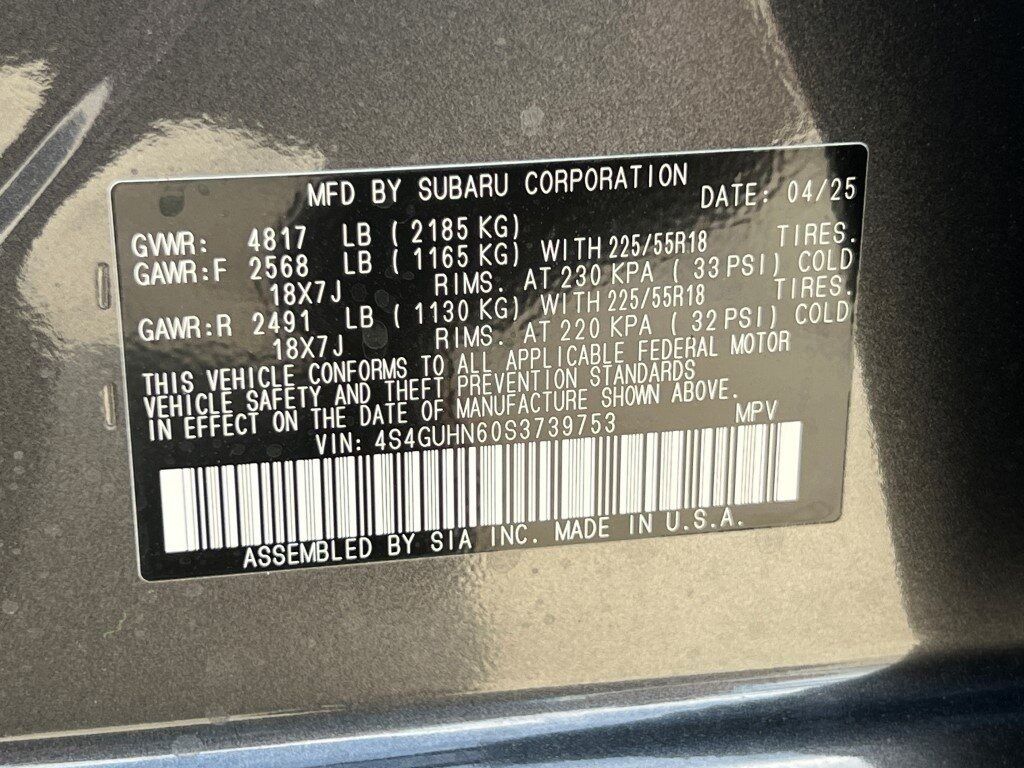 MFD BY SUBARU CORPORATION DATE: 04/25
GVWR: 4817 LB ( 2185 KG)
GAWR:F 2568 LB ( 1165 KG) WITH 225/55R18 TIRES.
18X7J RIMS. AT 230 KPA ( 33 PSI) COLD
GAWR:R 2491 LB ( 1130 KG) WITH 225/55R18 TIRES.
18X7J RIMS. AT 220 KPA ( 32 PSI) COLD
THIS VEHICLE CONFORMS TO ALL APPLICABLE FEDERAL MOTOR
VEHICLE SAFETY AND THEFT PREVENTION STANDARDS
IN EFFECT ON THE DATE OF MANUFACTURE SHOWN ABOVE.
VIN: 4S4GUHN60S3739753 MPV
ASSEMBLED BY SIA INC. MADE IN U.S.A.